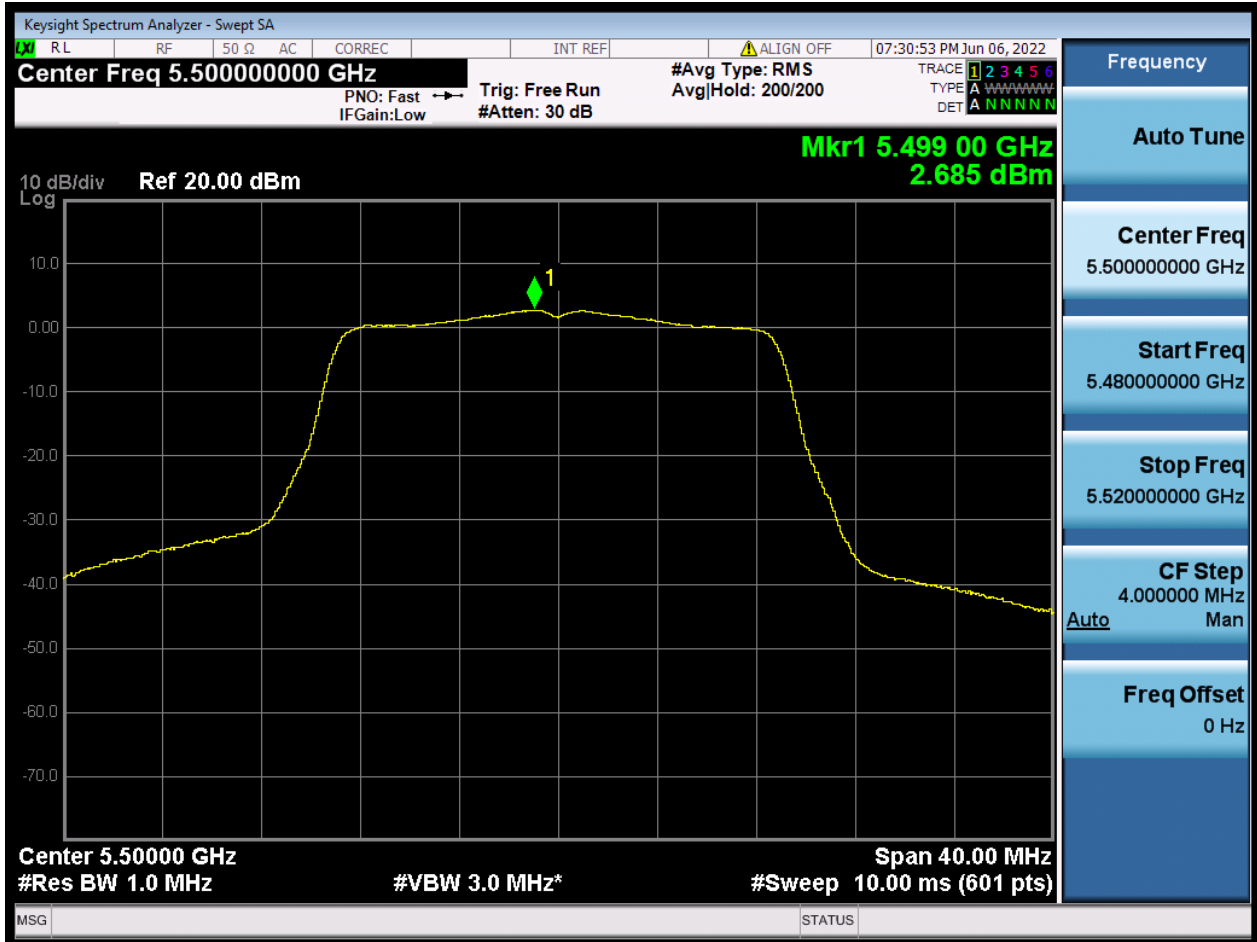 Keysight Spectrum Analyzer - Swept SA
LXI RL RF 50 Ω AC CORREC INT REF ALIGN OFF 07:30:53 PM Jun 06, 2022
Center Freq 5.500000000 GHz
PNO: Fast
IFGain:Low
Trig: Free Run
#Atten: 30 dB
#Avg Type: RMS
Avg|Hold: 200/200
TRACE 1 2 3 4 5 6
TYPE A WWWWW
DET A N N N N N
Mkr1 5.499 00 GHz
2.685 dBm
10 dB/div Ref 20.00 dBm
Log
1
10.0
0.00
-10.0
-20.0
-30.0
-40.0
-50.0
-60.0
-70.0
Center 5.50000 GHz Span 40.00 MHz
#Res BW 1.0 MHz #VBW 3.0 MHz* #Sweep 10.00 ms (601 pts)
MSG STATUS
Frequency
Auto Tune
Center Freq
5.500000000 GHz
Start Freq
5.480000000 GHz
Stop Freq
5.520000000 GHz
CF Step
4.000000 MHz
Auto Man
Freq Offset
0 Hz